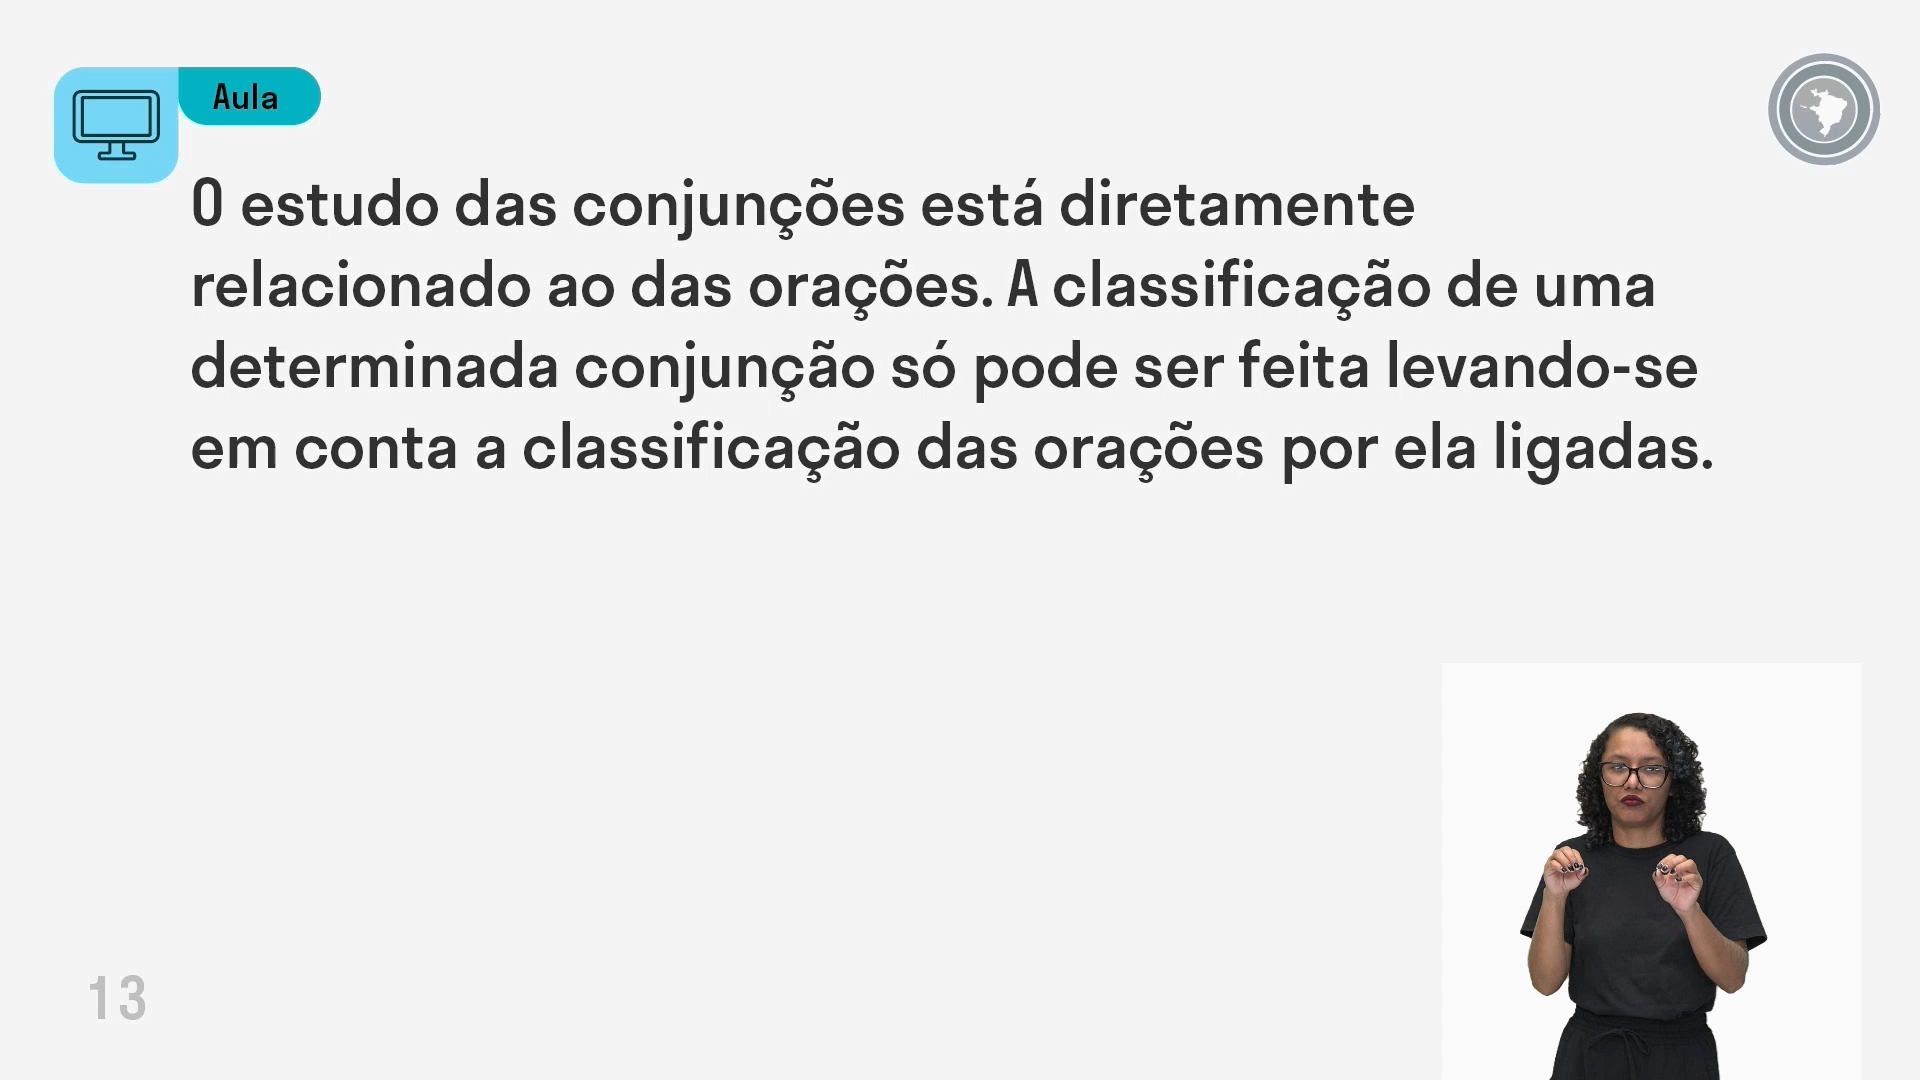 Aula
O estudo das conjunções está diretamente
relacionado ao das orações. A classificação de uma
determinada conjunção só pode ser feita levando-se
em conta a classificação das orações por ela ligadas.
13